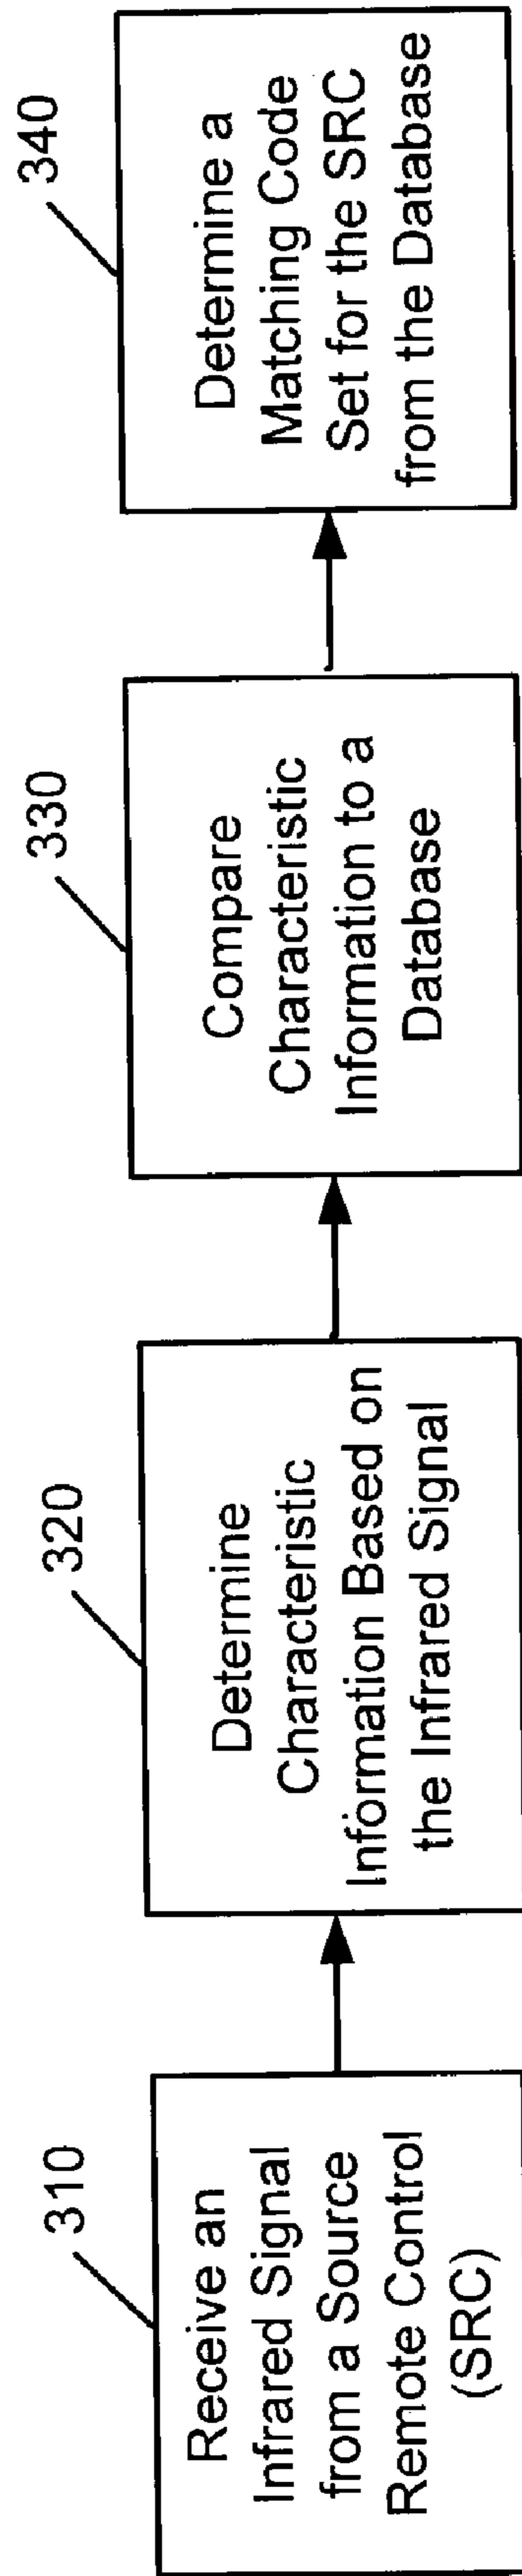 310
Receive an
Infrared Signal
from a Source
Remote Control
(SRC)
320
Determine
Characteristic
Information Based on
the Infrared Signal
330
Compare
Characteristic
Information to a
Database
340
Determine a
Matching Code
Set for the SRC
from the Database